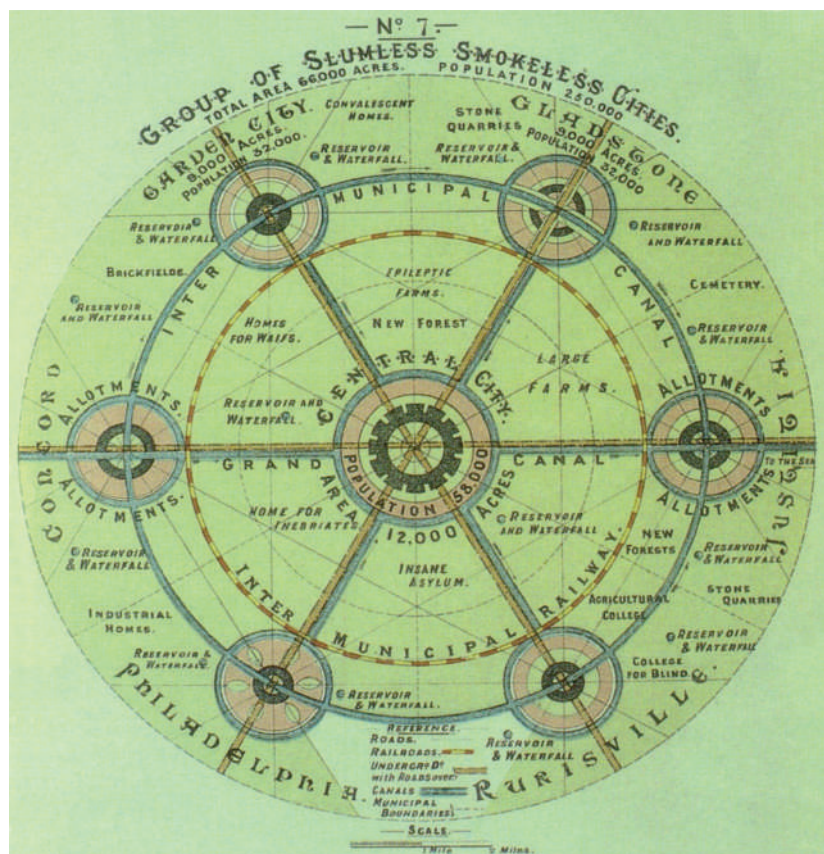 — No 7. —
GROUP OF SLUMLESS SMOKELESS CITIES.
TOTAL AREA 66,000 ACRES. POPULATION 250,000
GARDEN CITY.
9,000 ACRES.
POPULATION 32,000.
CONVALESCENT
HOMES.
STONE
QUARRIES
GLADSTONE
9,000 ACRES.
POPULATION 32,000
RESERVOIR
& WATERFALL.
RESERVOIR &
WATERFALL.
INTER MUNICIPAL CANAL
RESERVOIR
& WATERFALL
RESERVOIR
AND WATERFALL
BRICKFIELDS.
EPILEPTIC
FARMS.
CEMETERY.
RESERVOIR
AND WATERFALL
HOMES
FOR WAIFS.
NEW FOREST
RESERVOIR
& WATERFALL
LARGE
FARMS.
CONCORD
ALLOTMENTS.
RESERVOIR AND
WATERFALL.
CENTRAL CITY.
ALLOTMENTS
JUSTITIA
GRAND CANAL
TO THE SEA
POPULATION 58,000
AREA 12,000 ACRES
ALLOTMENTS.
ALLOTMENTS
HOME FOR
INEBRIATES.
RESERVOIR
AND WATERFALL
NEW
FORESTS
RESERVOIR
& WATERFALL
RESERVOIR
& WATERFALL
INSANE
ASYLUM.
STONE
QUARRIES
INTER MUNICIPAL RAILWAY.
AGRICULTURAL
COLLEGE
INDUSTRIAL
HOMES.
RESERVOIR
& WATERFALL
RESERVOIR &
WATERFALL.
COLLEGE
FOR BLIND.
RESERVOIR
& WATERFALL.
PHILADELPHIA.
RURISVILLE.
REFERENCE.
ROADS.
RAILROADS.
UNDERGRD DO
WITH ROADS OVER
CANALS
MUNICIPAL
BOUNDARIES
RESERVOIR
& WATERFALL
— SCALE. —
1 MILE 2 MILES.